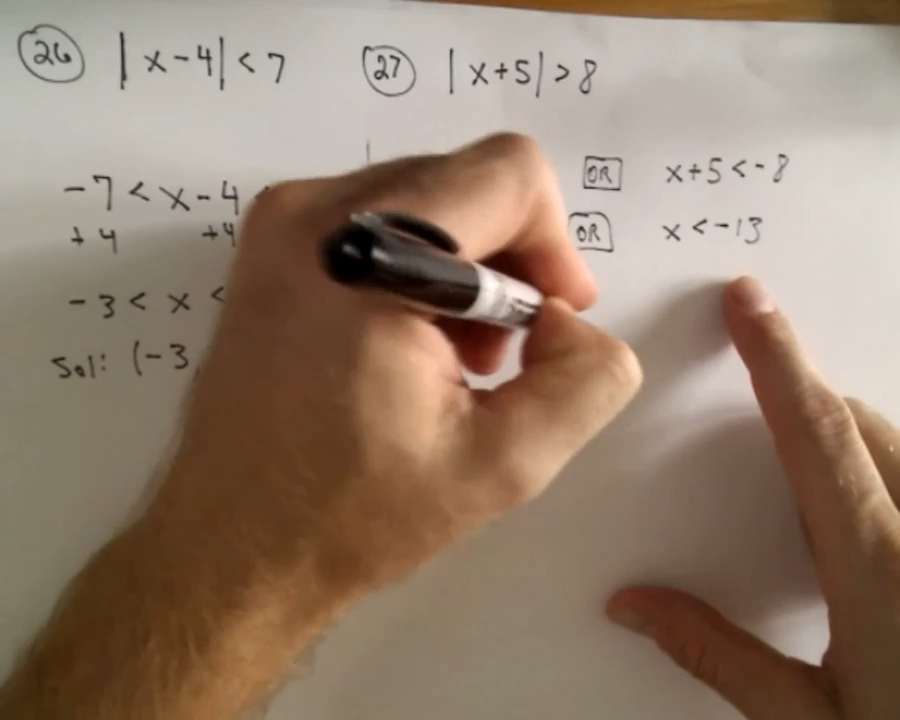 26 |x-4|<7
-7<x-4
+4 +4
-3<x<
Sol: (-3,
27 |x+5|>8
OR x+5<-8
OR x<-13